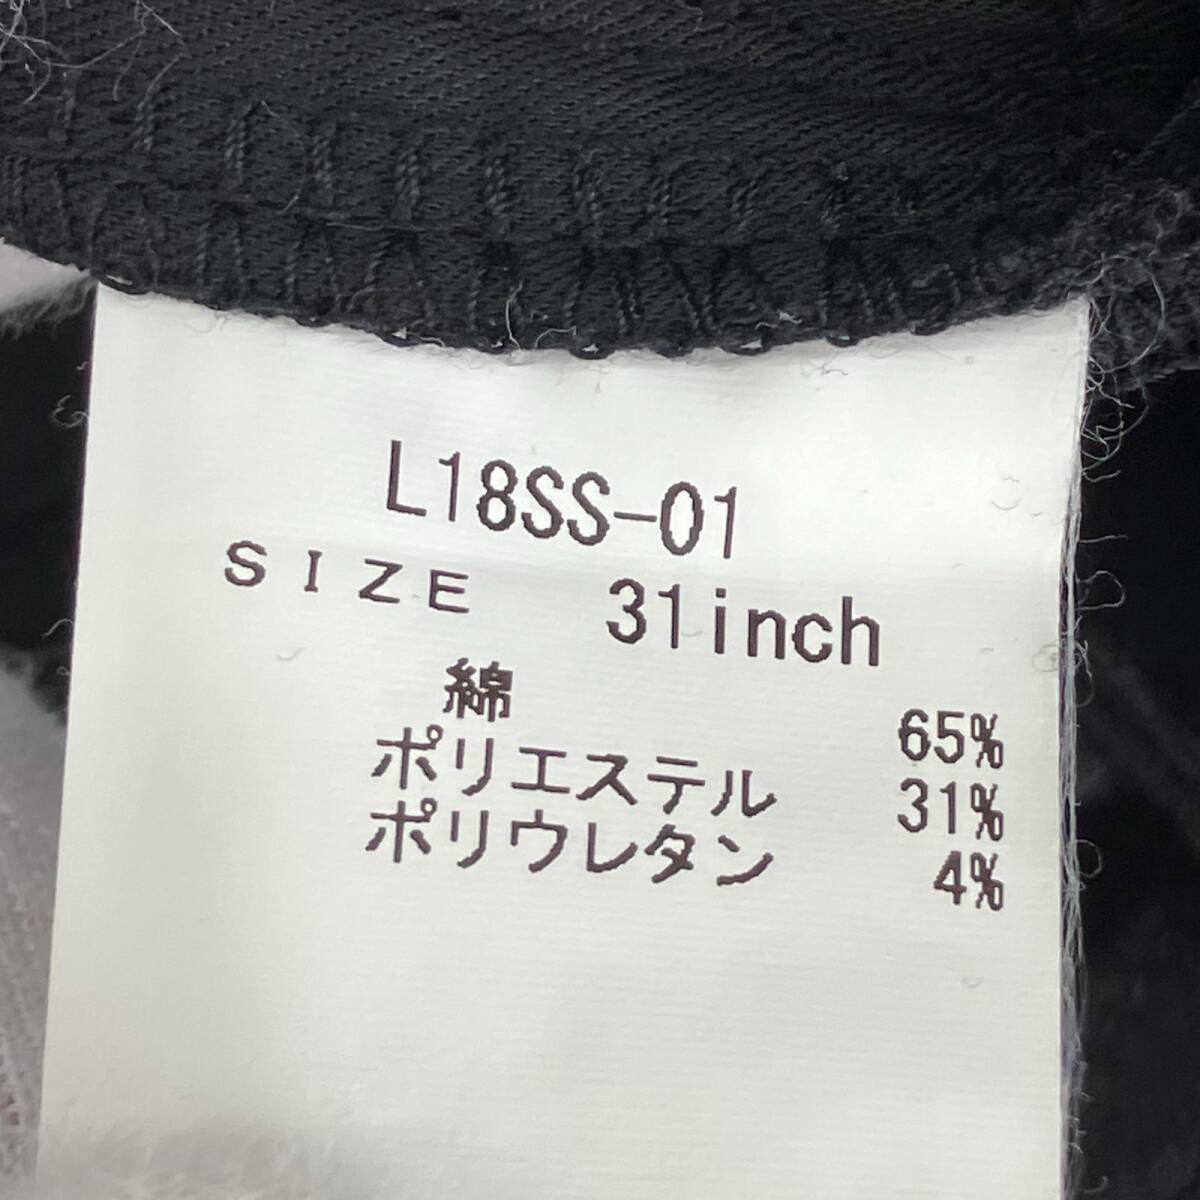 L18SS-01
SIZE 31inch
綿 65%
ポリエステル 31%
ポリウレタン 4%